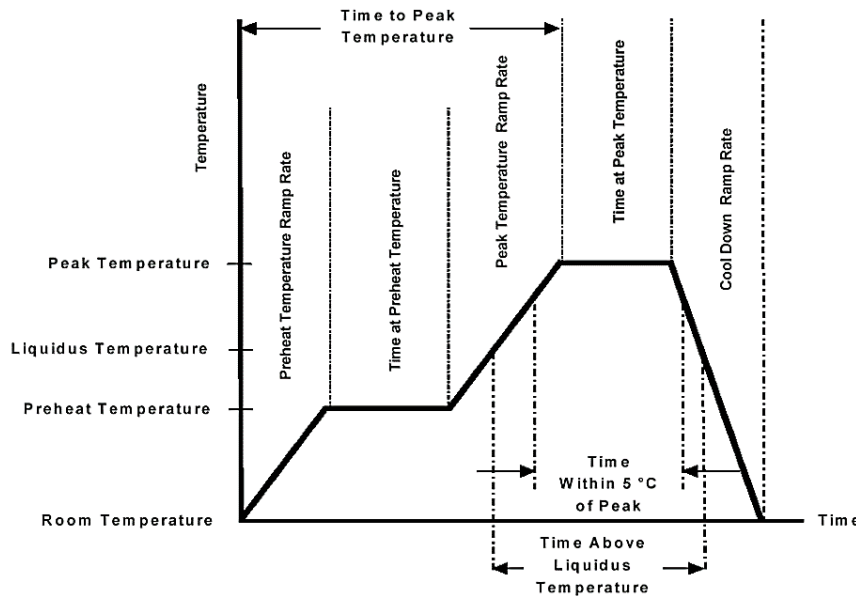 Time to Peak
Temperature
Temperature
Preheat Temperature Ramp Rate
Time at Preheat Temperature
Peak Temperature Ramp Rate
Time at Peak Temperature
Cool Down Ramp Rate
Peak Temperature
Liquidus Temperature
Preheat Temperature
Room Temperature
Time
Within 5 °C
of Peak
Time
Time Above
Liquidus
Temperature